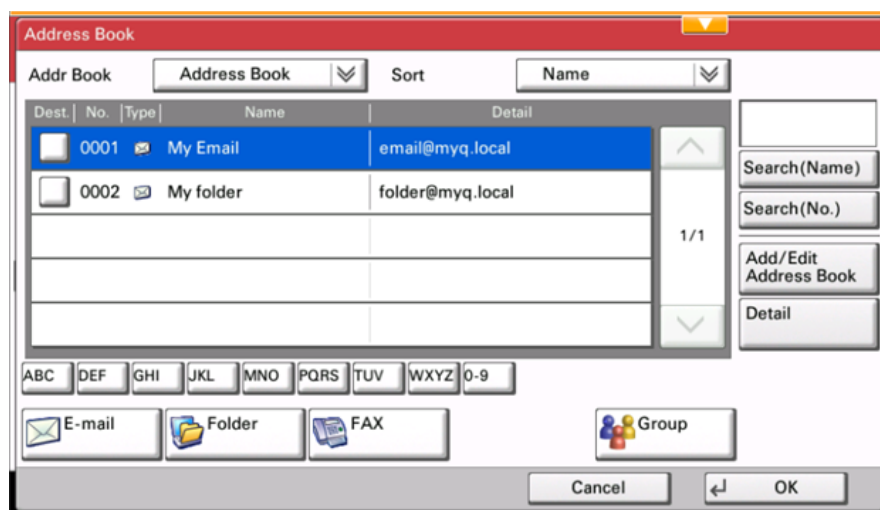 Address Book
Addr Book Address Book Sort Name
Dest. No. Type Name Detail
0001 My Email email@myq.local
0002 My folder folder@myq.local
1/1
Search(Name)
Search(No.)
Add/Edit
Address Book
Detail
ABC DEF GHI JKL MNO PQRS TUV WXYZ 0-9
E-mail Folder FAX Group
Cancel OK